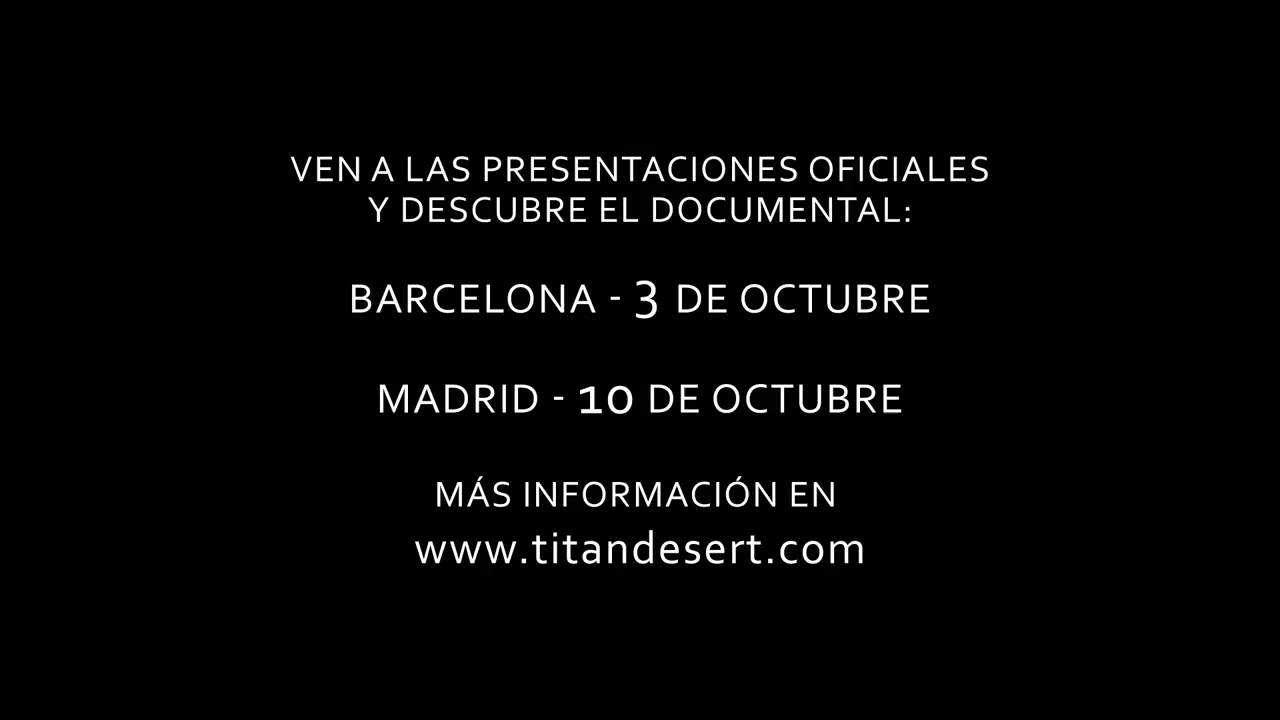 VEN A LAS PRESENTACIONES OFICIALES
Y DESCUBRE EL DOCUMENTAL:
BARCELONA - 3 DE OCTUBRE
MADRID - 10 DE OCTUBRE
MÁS INFORMACIÓN EN
www.titandesert.com